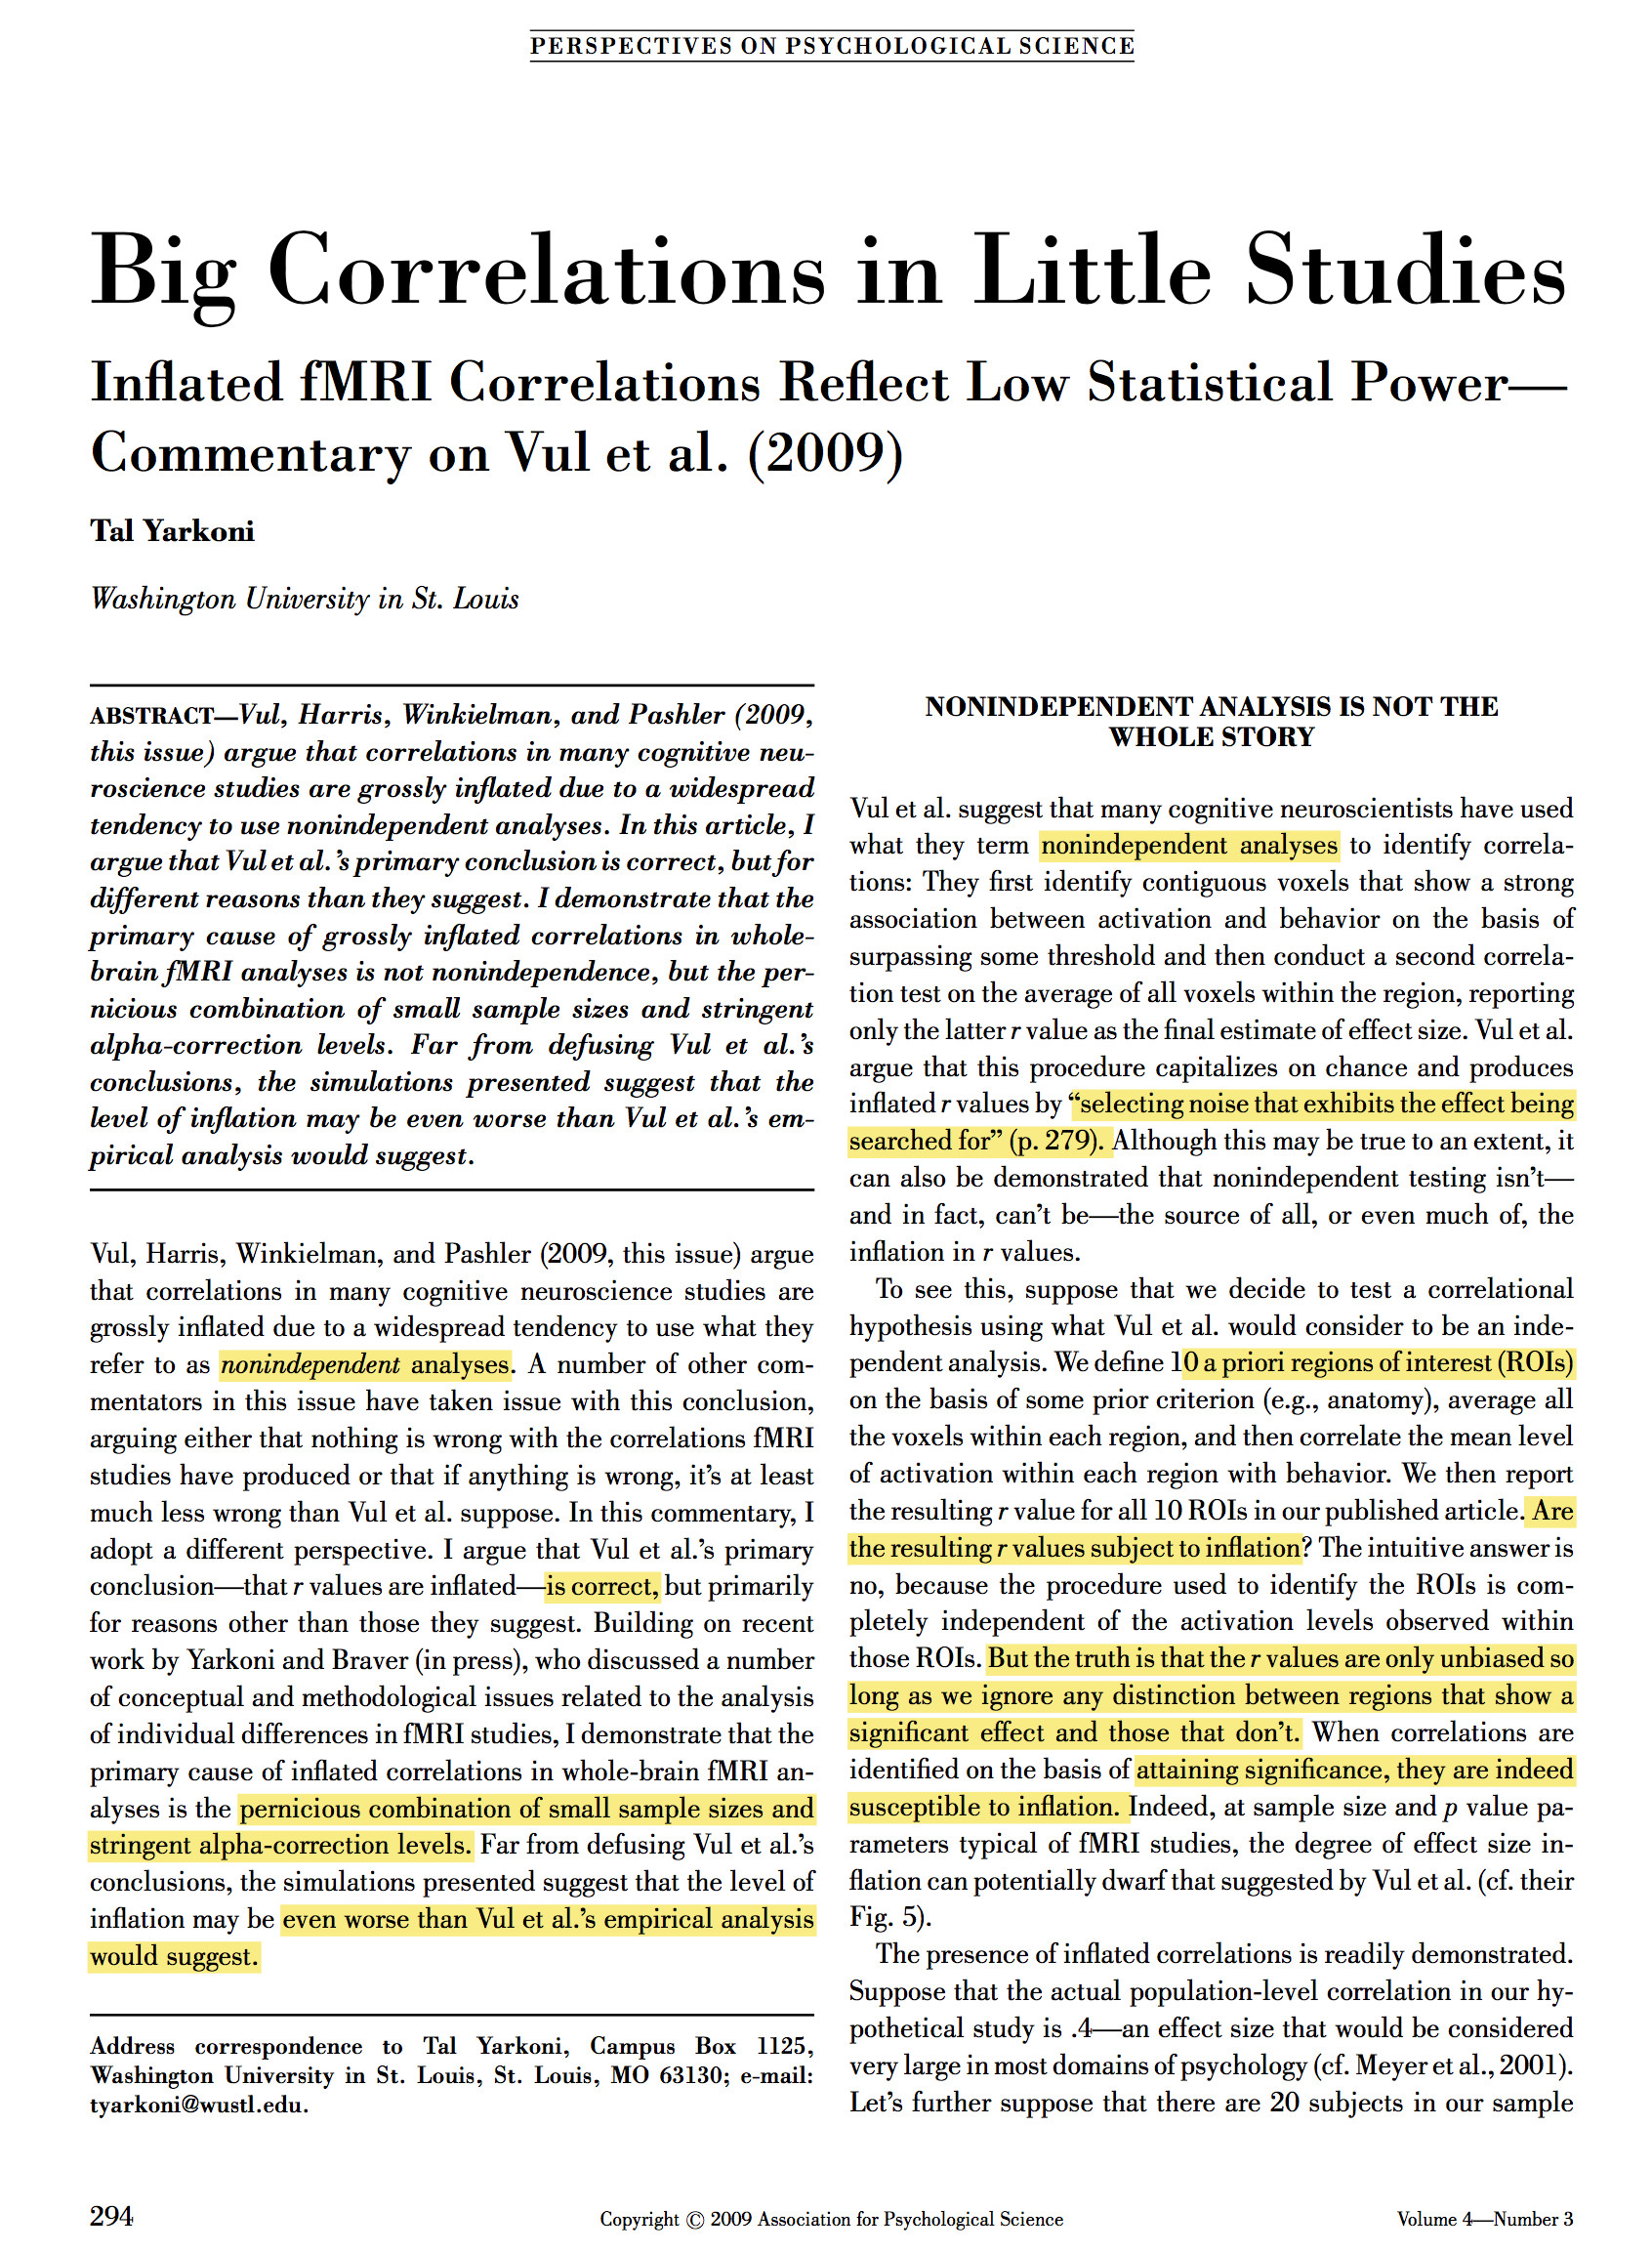 PERSPECTIVES ON PSYCHOLOGICAL SCIENCE
Big Correlations in Little Studies
Inflated fMRI Correlations Reflect Low Statistical Power—
Commentary on Vul et al. (2009)
Tal Yarkoni
Washington University in St. Louis
ABSTRACT—Vul, Harris, Winkielman, and Pashler (2009,
this issue) argue that correlations in many cognitive neu-
roscience studies are grossly inflated due to a widespread
tendency to use nonindependent analyses. In this article, I
argue that Vul et al.’s primary conclusion is correct, but for
different reasons than they suggest. I demonstrate that the
primary cause of grossly inflated correlations in whole-
brain fMRI analyses is not nonindependence, but the per-
nicious combination of small sample sizes and stringent
alpha-correction levels. Far from defusing Vul et al.’s
conclusions, the simulations presented suggest that the
level of inflation may be even worse than Vul et al.’s em-
pirical analysis would suggest.
Vul, Harris, Winkielman, and Pashler (2009, this issue) argue
that correlations in many cognitive neuroscience studies are
grossly inflated due to a widespread tendency to use what they
refer to as nonindependent analyses. A number of other com-
mentators in this issue have taken issue with this conclusion,
arguing either that nothing is wrong with the correlations fMRI
studies have produced or that if anything is wrong, it’s at least
much less wrong than Vul et al. suppose. In this commentary, I
adopt a different perspective. I argue that Vul et al.’s primary
conclusion—that r values are inflated—is correct, but primarily
for reasons other than those they suggest. Building on recent
work by Yarkoni and Braver (in press), who discussed a number
of conceptual and methodological issues related to the analysis
of individual differences in fMRI studies, I demonstrate that the
primary cause of inflated correlations in whole-brain fMRI an-
alyses is the pernicious combination of small sample sizes and
stringent alpha-correction levels. Far from defusing Vul et al.’s
conclusions, the simulations presented suggest that the level of
inflation may be even worse than Vul et al.’s empirical analysis
would suggest.
Address correspondence to Tal Yarkoni, Campus Box 1125,
Washington University in St. Louis, St. Louis, MO 63130; e-mail:
tyarkoni@wustl.edu.
NONINDEPENDENT ANALYSIS IS NOT THE
WHOLE STORY
Vul et al. suggest that many cognitive neuroscientists have used
what they term nonindependent analyses to identify correla-
tions: They first identify contiguous voxels that show a strong
association between activation and behavior on the basis of
surpassing some threshold and then conduct a second correla-
tion test on the average of all voxels within the region, reporting
only the latter r value as the final estimate of effect size. Vul et al.
argue that this procedure capitalizes on chance and produces
inflated r values by “selecting noise that exhibits the effect being
searched for” (p. 279). Although this may be true to an extent, it
can also be demonstrated that nonindependent testing isn’t—
and in fact, can’t be—the source of all, or even much of, the
inflation in r values.
To see this, suppose that we decide to test a correlational
hypothesis using what Vul et al. would consider to be an inde-
pendent analysis. We define 10 a priori regions of interest (ROIs)
on the basis of some prior criterion (e.g., anatomy), average all
the voxels within each region, and then correlate the mean level
of activation within each region with behavior. We then report
the resulting r value for all 10 ROIs in our published article. Are
the resulting r values subject to inflation? The intuitive answer is
no, because the procedure used to identify the ROIs is com-
pletely independent of the activation levels observed within
those ROIs. But the truth is that the r values are only unbiased so
long as we ignore any distinction between regions that show a
significant effect and those that don’t. When correlations are
identified on the basis of attaining significance, they are indeed
susceptible to inflation. Indeed, at sample size and p value pa-
rameters typical of fMRI studies, the degree of effect size in-
flation can potentially dwarf that suggested by Vul et al. (cf. their
Fig. 5).
The presence of inflated correlations is readily demonstrated.
Suppose that the actual population-level correlation in our hy-
pothetical study is .4—an effect size that would be considered
very large in most domains of psychology (cf. Meyer et al., 2001).
Let’s further suppose that there are 20 subjects in our sample
294
Copyright © 2009 Association for Psychological Science
Volume 4—Number 3